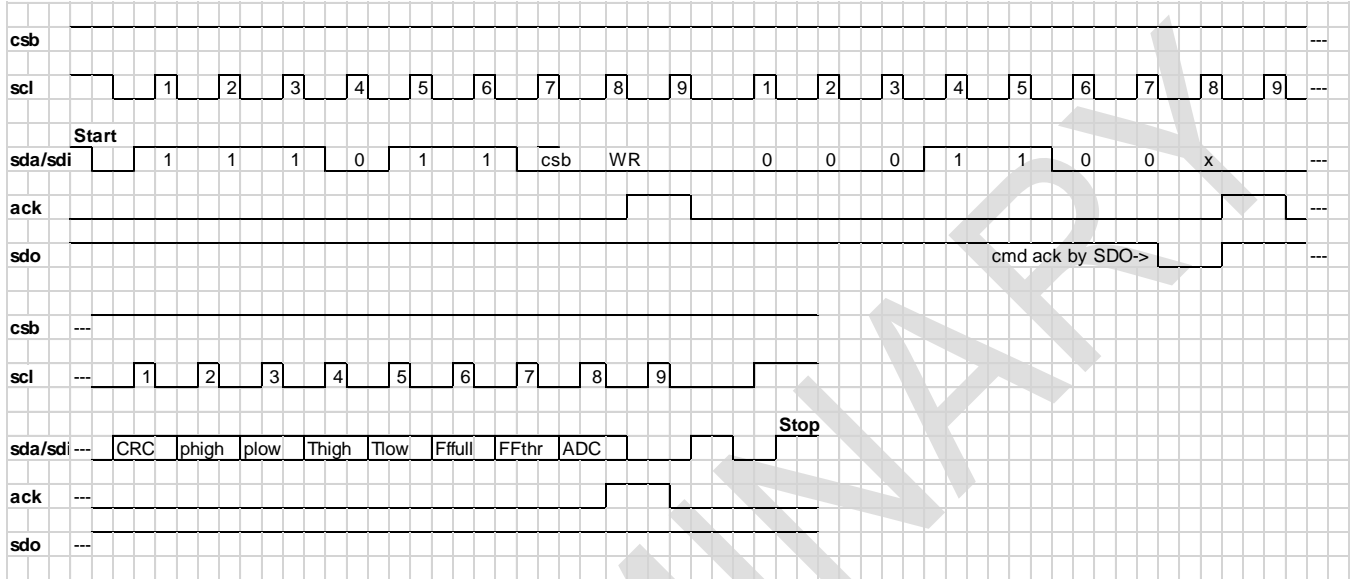 csb ---
scl 1 2 3 4 5 6 7 8 9 1 2 3 4 5 6 7 8 9 ---
Start
sda/sdi 1 1 1 0 1 1 csb WR 0 0 0 1 1 0 0 x ---
ack ---
sdo cmd ack by SDO-> ---
csb ---
scl --- 1 2 3 4 5 6 7 8 9
Stop
sda/sdi --- CRC phigh plow Thigh Tlow Fffull FFthr ADC
ack ---
sdo ---
MINARY